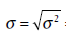 σ = √σ²